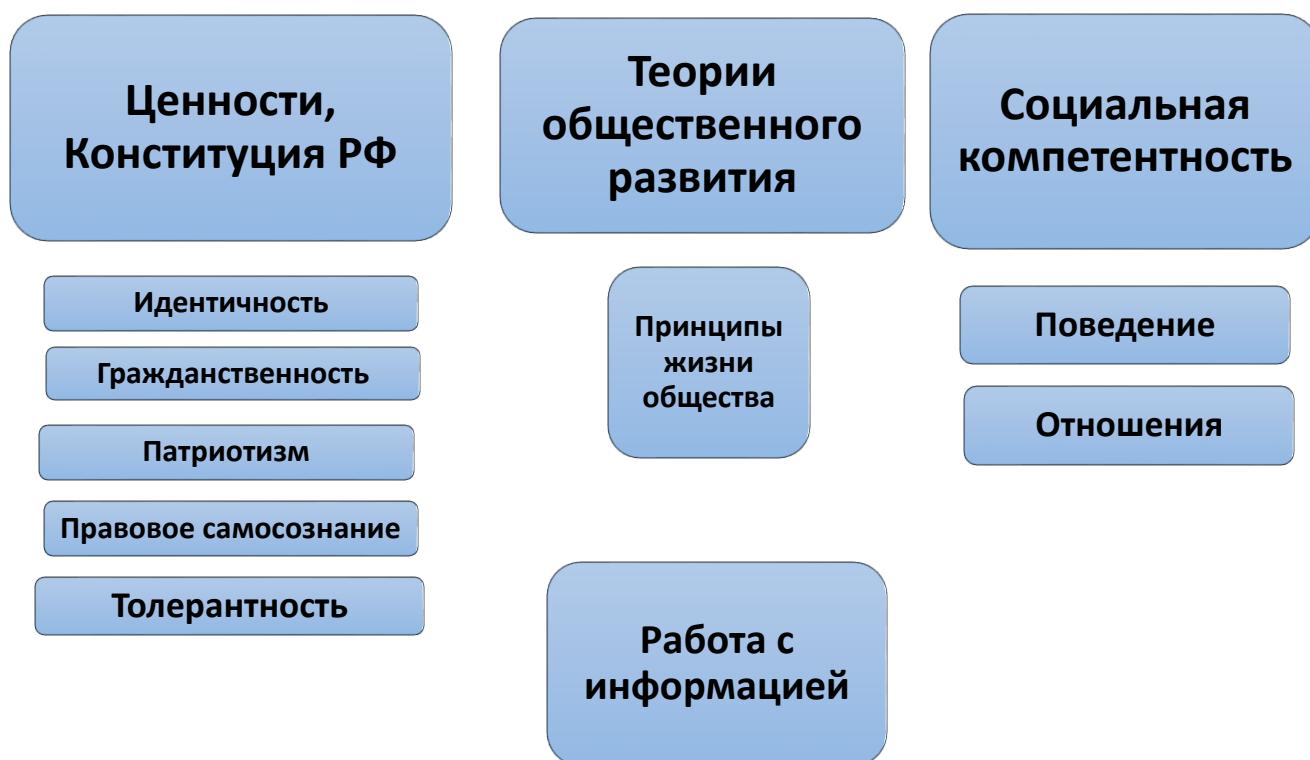 Ценности,
Конституция РФ
Идентичность
Гражданственность
Патриотизм
Правовое самосознание
Толерантность
Теории
общественного
развития
Принципы
жизни
общества
Работа с
информацией
Социальная
компетентность
Поведение
Отношения